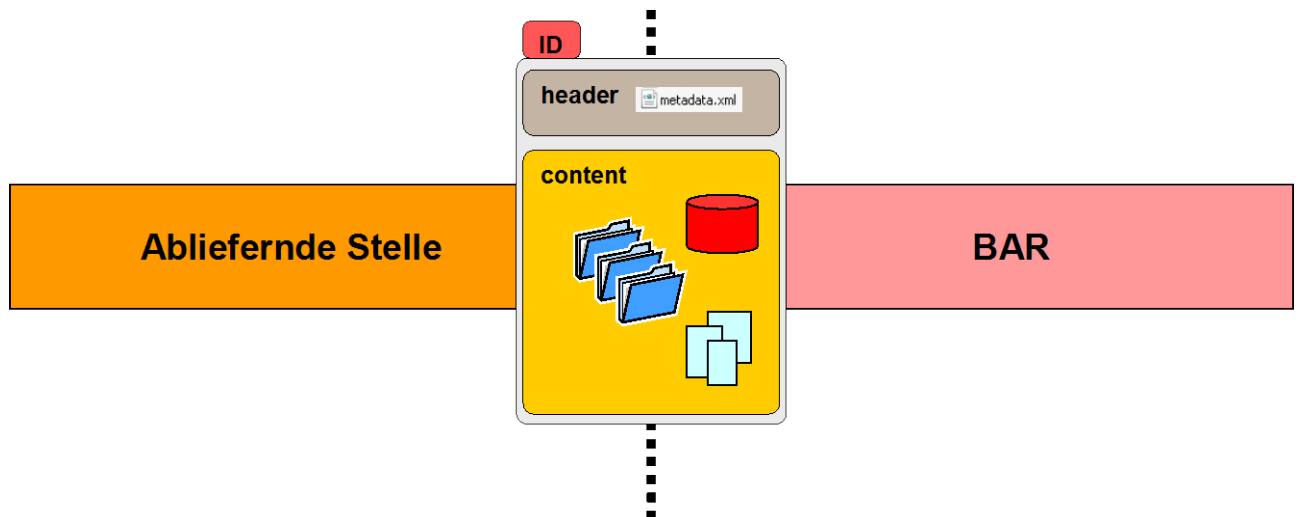 ID
header
metadata.xml
content
Abliefernde Stelle
BAR